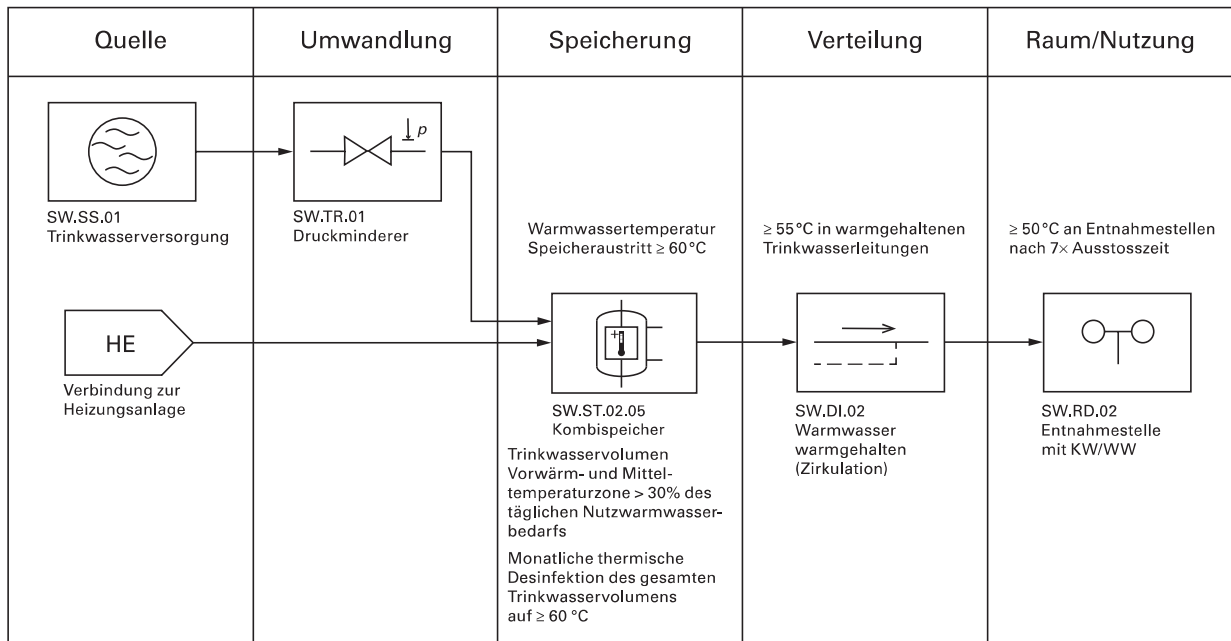 Quelle
Umwandlung
Speicherung
Verteilung
Raum/Nutzung
p
SW.SS.01
Trinkwasserversorgung
SW.TR.01
Druckminderer
Warmwassertemperatur
Speicheraustritt ≥ 60°C
≥ 55°C in warmgehaltenen
Trinkwasserleitungen
≥ 50°C an Entnahmestellen
nach 7× Ausstosszeit
HE
Verbindung zur
Heizungsanlage
+
SW.ST.02.05
Kombispeicher
Trinkwasservolumen
Vorwärm- und Mittel-
temperaturzone > 30% des
täglichen Nutzwarmwasser-
bedarfs
Monatliche thermische
Desinfektion des gesamten
Trinkwasservolumens
auf ≥ 60 °C
SW.DI.02
Warmwasser
warmgehalten
(Zirkulation)
SW.RD.02
Entnahmestelle
mit KW/WW